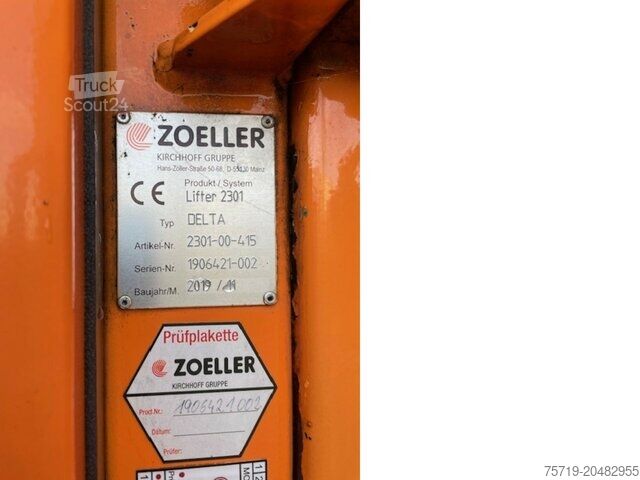 Truck
Scout24
ZOELLER
KIRCHHOFF GRUPPE
Hans-Zöller-Straße 50-68, D-55130 Mainz
Produkt / System
CE Lifter 2301
Typ DELTA
Artikel-Nr. 2301-00-415
Serien-Nr. 1906421-002
Baujahr/M. 2019 / 11
Prüfplakette
ZOELLER
KIRCHHOFF GRUPPE
Prod.Nr.: 1906421002
Datum:
Prüfer:
75719-20482955